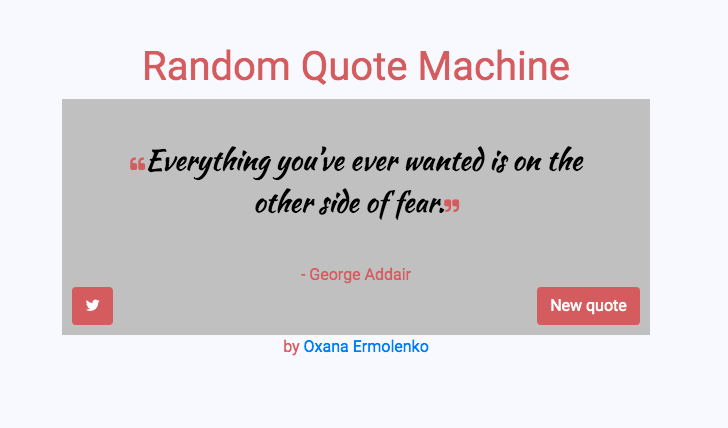 Random Quote Machine
❝Everything you've ever wanted is on the
other side of fear.❞
- George Addair
New quote
by Oxana Ermolenko